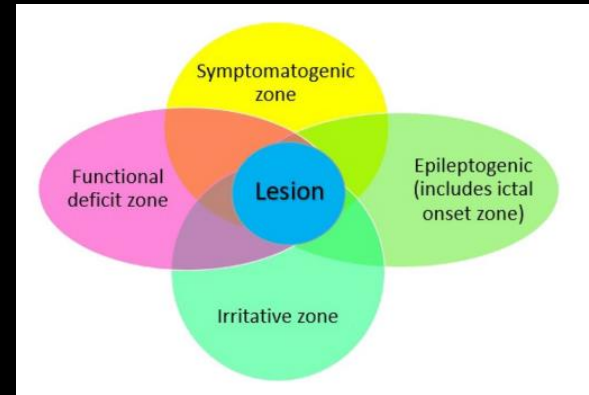 Symptomatogenic
zone
Functional
deficit zone
Lesion
Epileptogenic
(includes ictal
onset zone)
Irritative zone